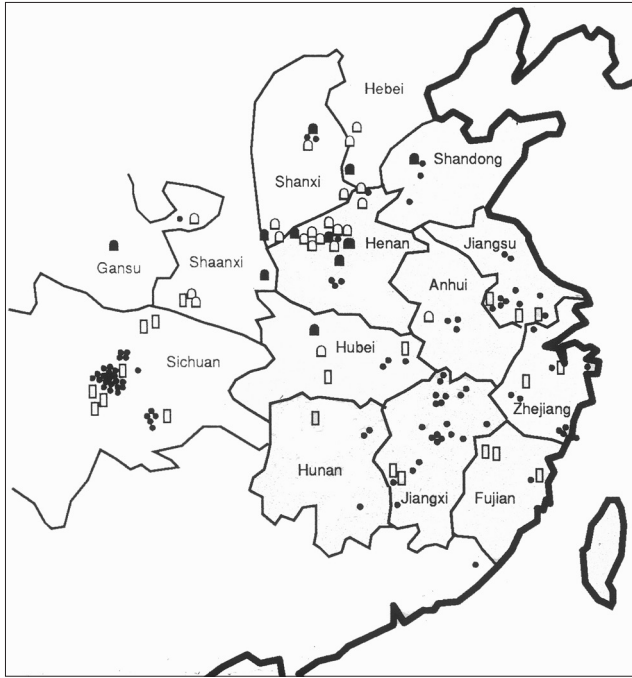 Hebei
Shandong
Shanxi
Henan
Jiangsu
Gansu
Shaanxi
Anhui
Hubei
Sichuan
Zhejiang
Hunan
Jiangxi
Fujian